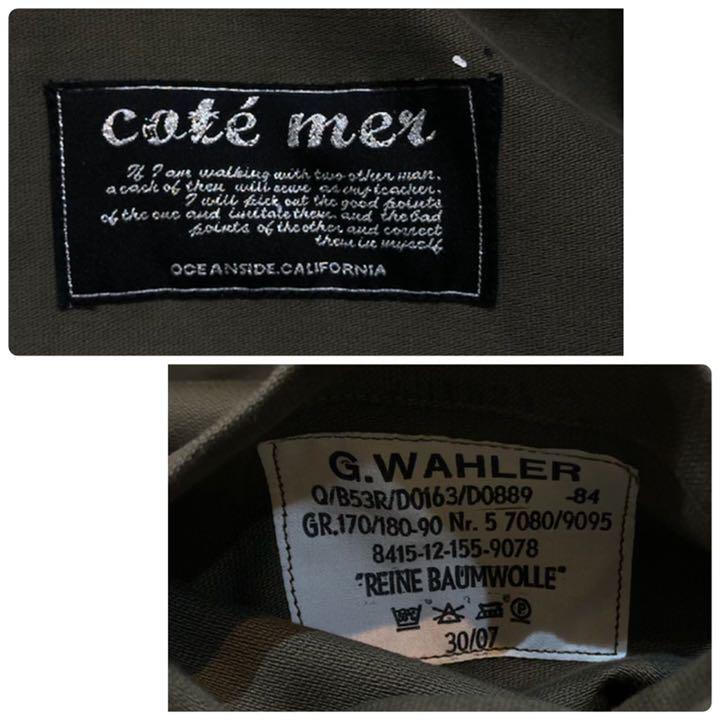 coté mer
If I am walking with two other man.
a each of then will serve as my teacher.
I will pick out the good points
of the one and imitate them and the bad
points of the other and correct
them in myself
OCEANSIDE.CALIFORNIA
G.WAHLER
Q/B53R/D0163/D0889 -84
GR.170/180-90 Nr. 5 7080/9095
8415-12-155-9078
"REINE BAUMWOLLE"
P
30/07